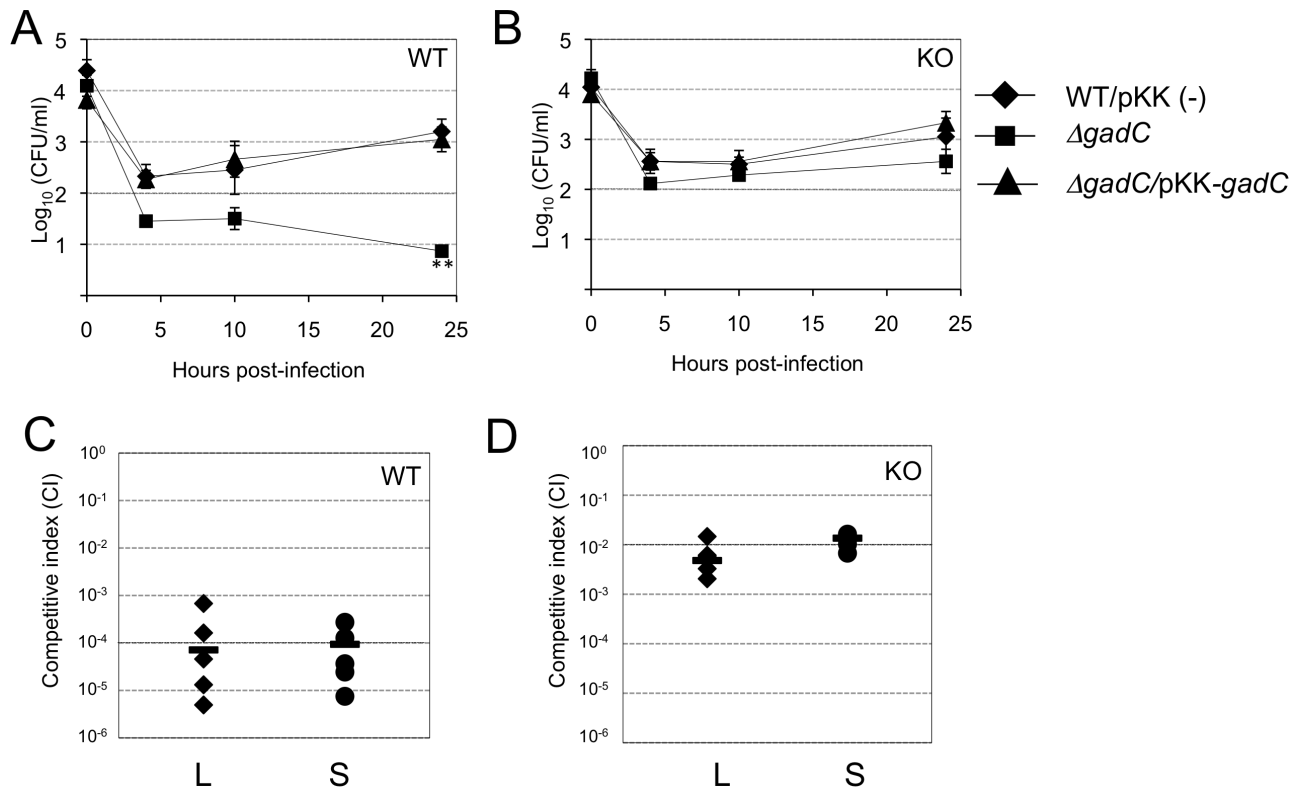 A
B
5
4
3
2
1
Log10 (CFU/ml)
WT
0 5 10 15 20 25
Hours post-infection
**
5
4
3
2
1
Log10 (CFU/ml)
KO
0 5 10 15 20 25
Hours post-infection
WT/pKK (-)
ΔgadC
ΔgadC/pKK-gadC
C
D
10^0
10^-1
10^-2
10^-3
10^-4
10^-5
10^-6
Competitive index (CI)
WT
L S
10^0
10^-1
10^-2
10^-3
10^-4
10^-5
10^-6
Competitive index (CI)
KO
L S